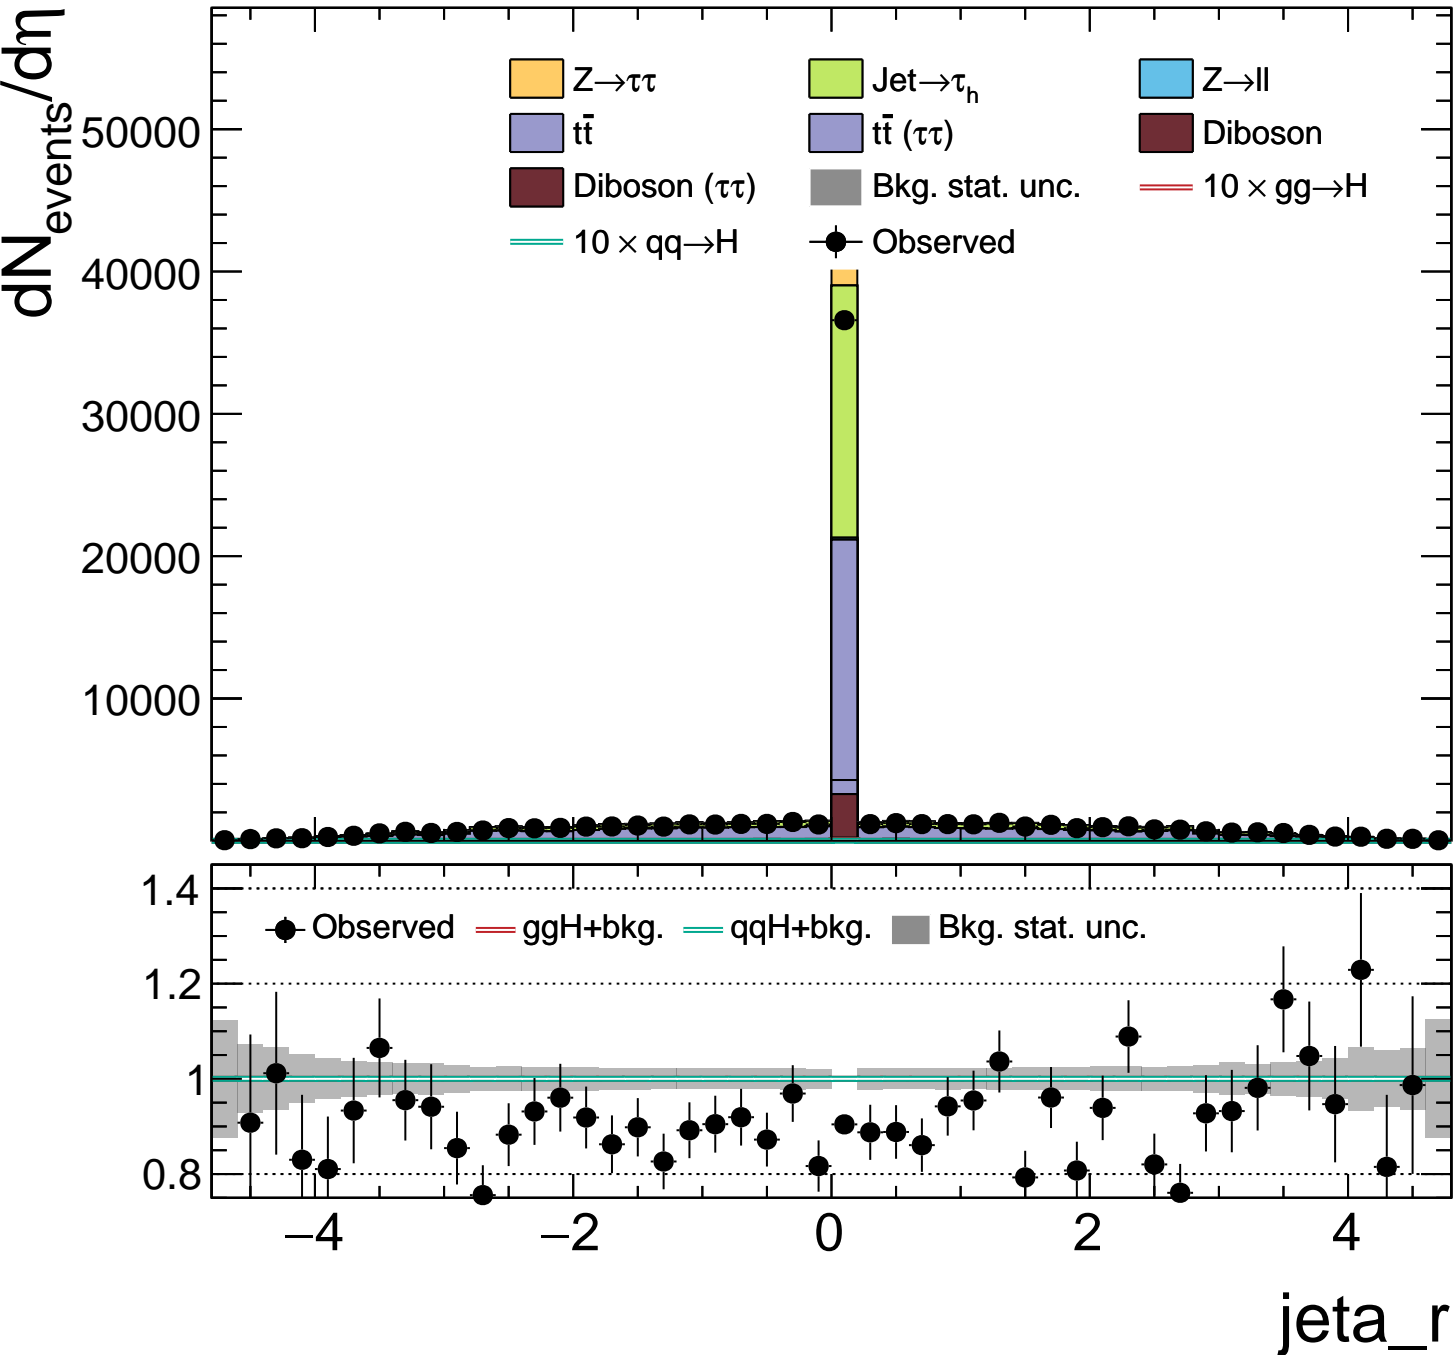 dN_events/dη
50000
40000
30000
20000
10000
Z→ττ Jet→τ_h Z→ll
tt̄ tt̄ (ττ) Diboson
Diboson (ττ) Bkg. stat. unc. 10 × gg→H
10 × qq→H Observed
1.4
1.2
1
0.8
Observed ggH+bkg. qqH+bkg. Bkg. stat. unc.
−4 −2 0 2 4
jeta_r